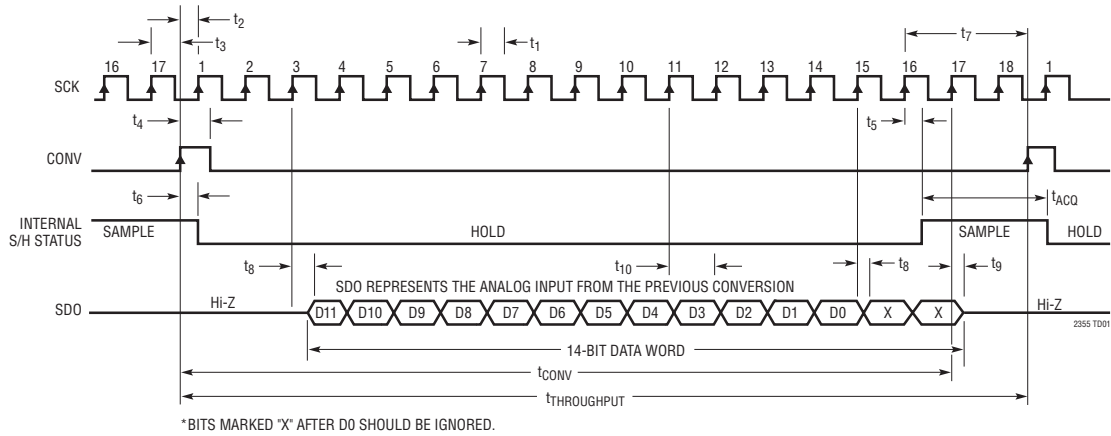 t2
t3
t1
t7
16 17 1 2 3 4 5 6 7 8 9 10 11 12 13 14 15 16 17 18 1
SCK
t4
t5
CONV
t6
tACQ
INTERNAL
S/H STATUS
SAMPLE
HOLD
SAMPLE
HOLD
t8
t10
t8
t9
SDO REPRESENTS THE ANALOG INPUT FROM THE PREVIOUS CONVERSION
SDO
Hi-Z
D11 D10 D9 D8 D7 D6 D5 D4 D3 D2 D1 D0 X X
Hi-Z
2355 TD01
14-BIT DATA WORD
tCONV
tTHROUGHPUT
*BITS MARKED "X" AFTER D0 SHOULD BE IGNORED.